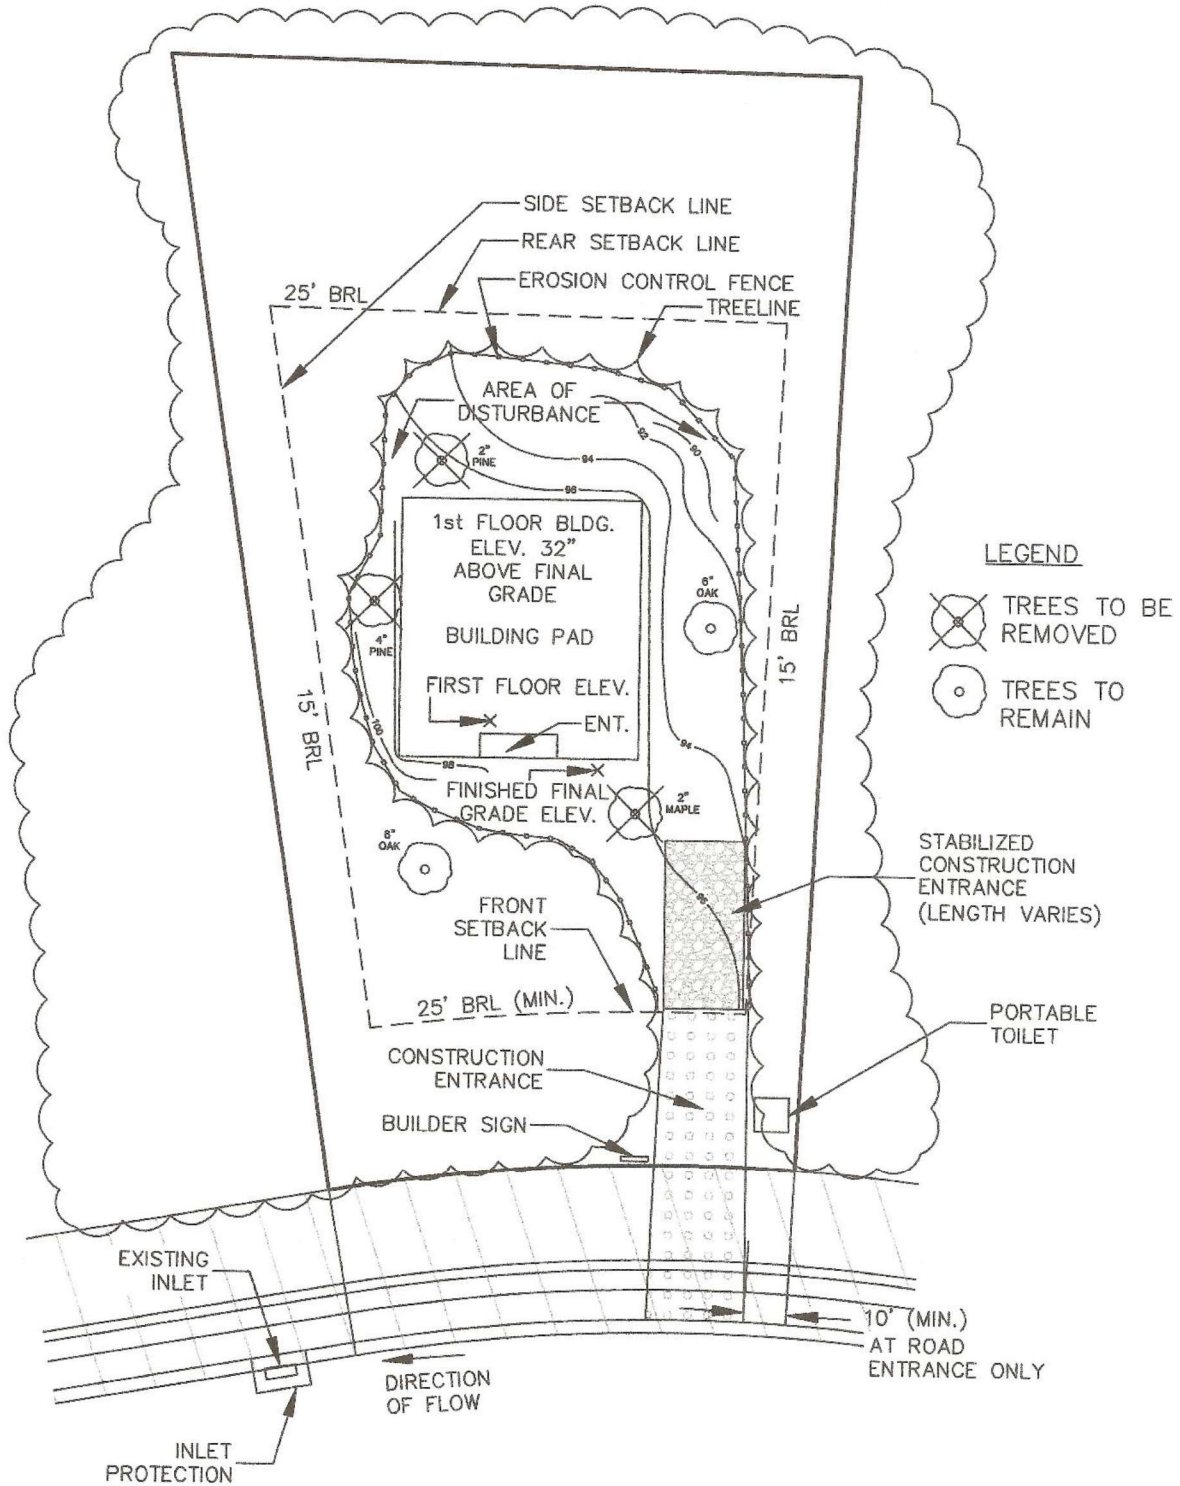 SIDE SETBACK LINE
REAR SETBACK LINE
EROSION CONTROL FENCE
TREELINE
25' BRL
AREA OF
DISTURBANCE
92
90
2"
PINE
94
96
1st FLOOR BLDG.
ELEV. 32"
ABOVE FINAL
GRADE
BUILDING PAD
6"
OAK
4"
PINE
15' BRL
15' BRL
FIRST FLOOR ELEV.
ENT.
100
98
94
FINISHED FINAL
GRADE ELEV.
2"
MAPLE
6"
OAK
LEGEND
TREES TO BE
REMOVED
TREES TO
REMAIN
STABILIZED
CONSTRUCTION
ENTRANCE
(LENGTH VARIES)
FRONT
SETBACK
LINE
25' BRL (MIN.)
PORTABLE
TOILET
CONSTRUCTION
ENTRANCE
BUILDER SIGN
EXISTING
INLET
10' (MIN.)
AT ROAD
ENTRANCE ONLY
DIRECTION
OF FLOW
INLET
PROTECTION